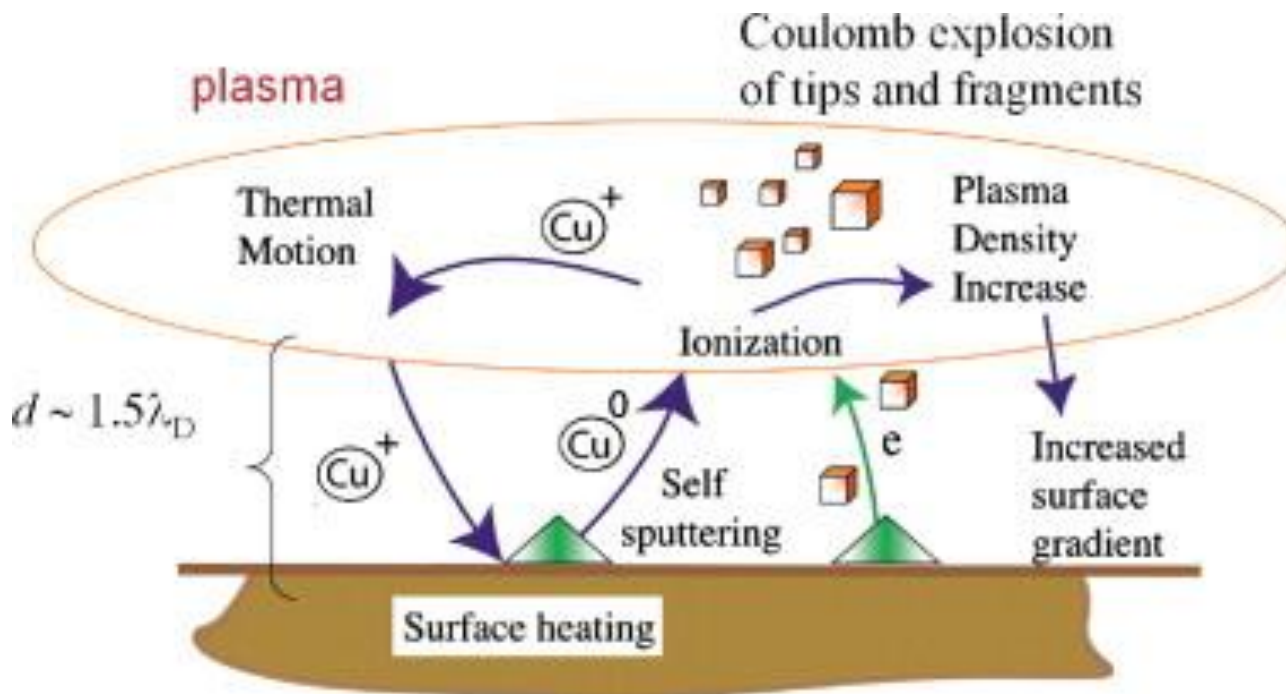 Coulomb explosion
of tips and fragments
plasma
Thermal
Motion
Cu+
Plasma
Density
Increase
Ionization
d ~ 1.5λD
Cu+
Cu0
Self
sputtering
e
Increased
surface
gradient
Surface heating